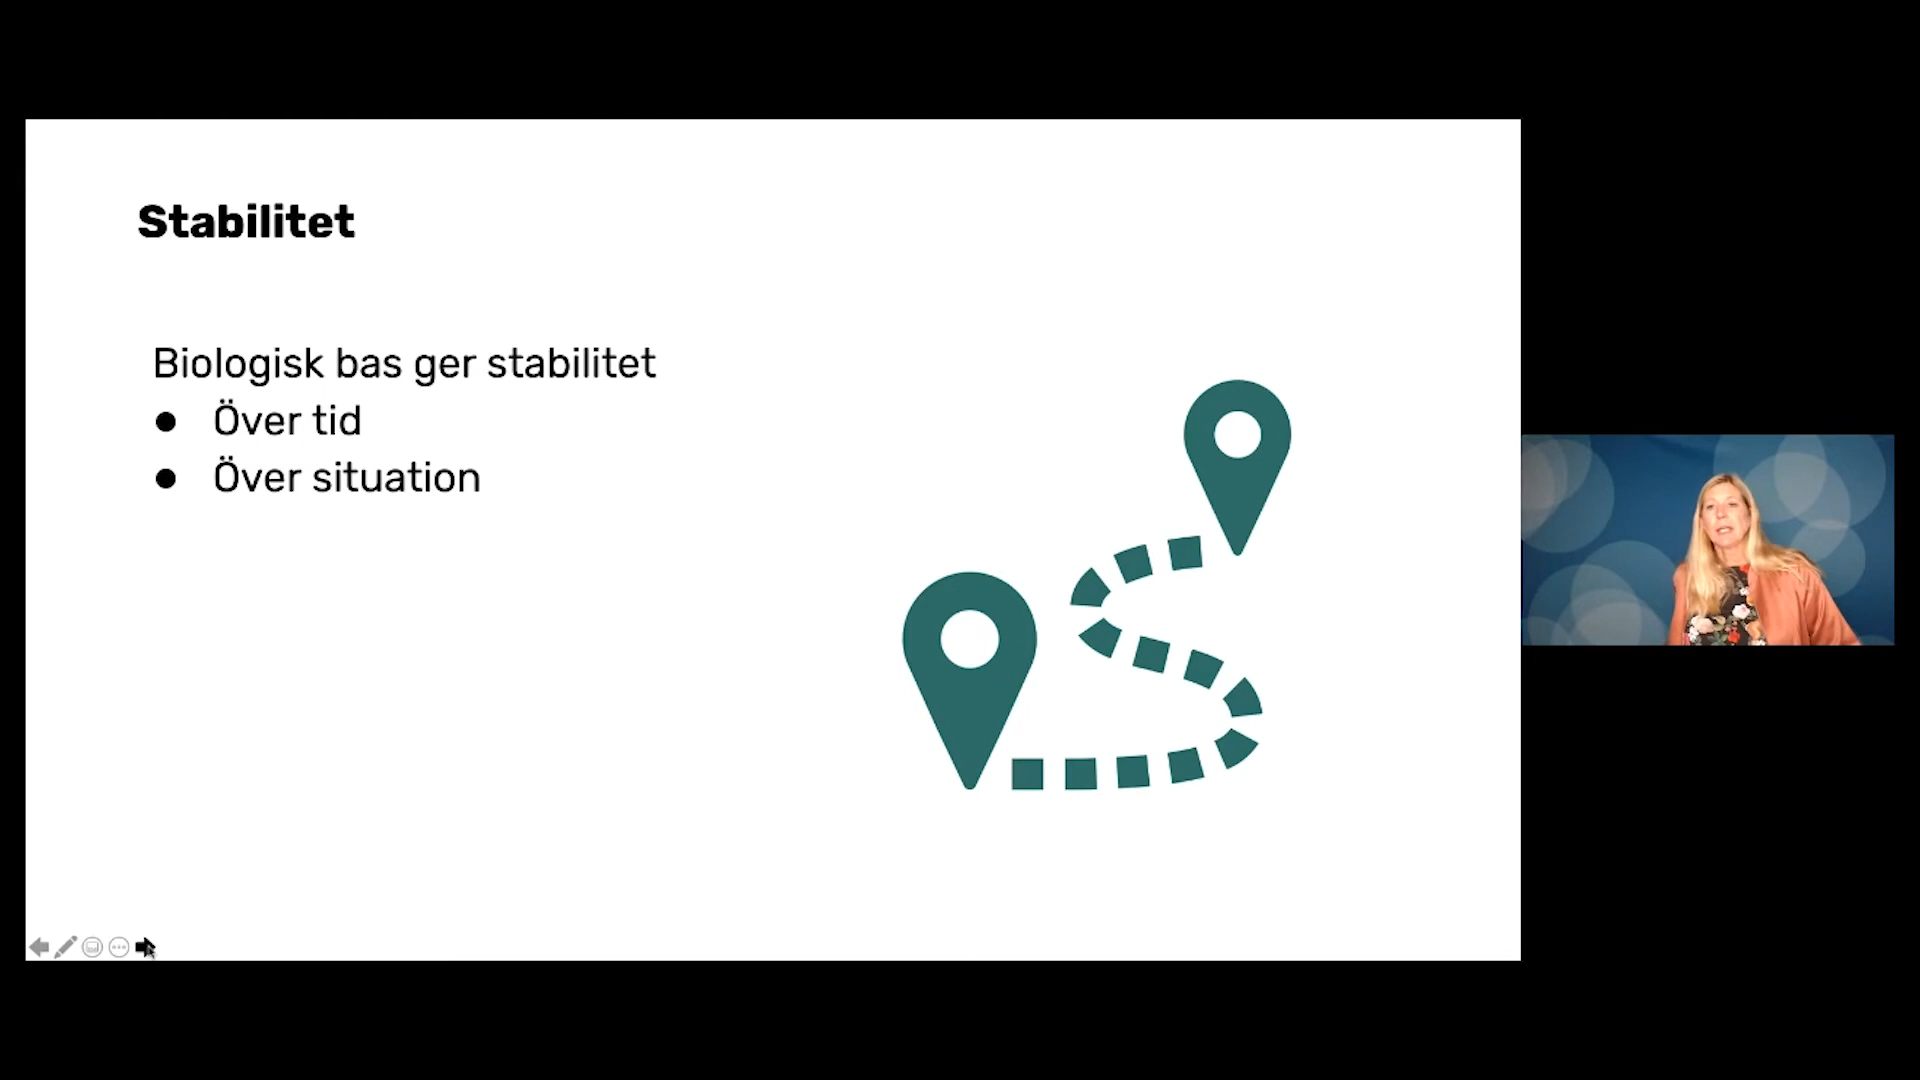 Stabilitet
Biologisk bas ger stabilitet
● Över tid
● Över situation